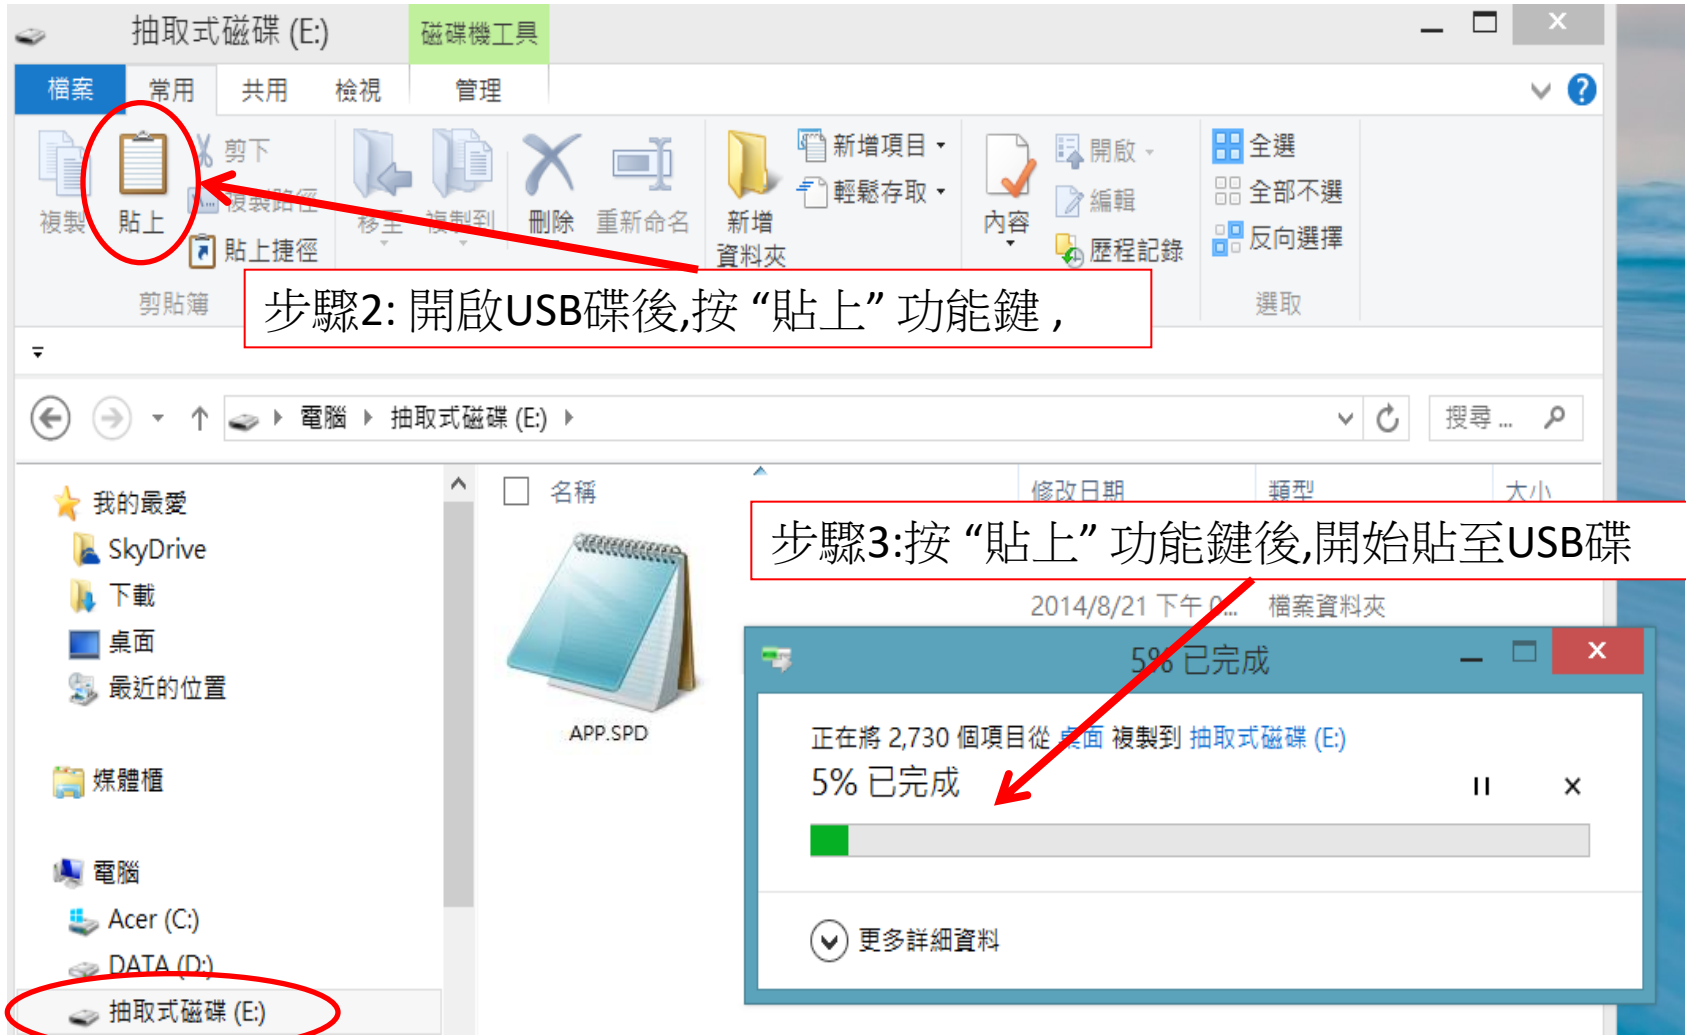 抽取式磁碟 (E:)
磁碟機工具
檔案
常用
共用
檢視
管理
複製
貼上
剪下
複製路徑
貼上捷徑
移至
複製到
刪除
重新命名
新增
資料夾
新增項目
輕鬆存取
內容
開啟
編輯
歷程記錄
全選
全部不選
反向選擇
剪貼簿
選取
步驟2: 開啟USB碟後,按 “貼上” 功能鍵 ,
電腦
抽取式磁碟 (E:)
搜尋 ...
我的最愛
SkyDrive
下載
桌面
最近的位置
媒體櫃
電腦
Acer (C:)
DATA (D:)
抽取式磁碟 (E:)
名稱
修改日期
類型
大小
步驟3:按 “貼上” 功能鍵後,開始貼至USB碟
2014/8/21 下午 0...
檔案資料夾
APP.SPD
5% 已完成
正在將 2,730 個項目從 桌面 複製到 抽取式磁碟 (E:)
5% 已完成
更多詳細資料